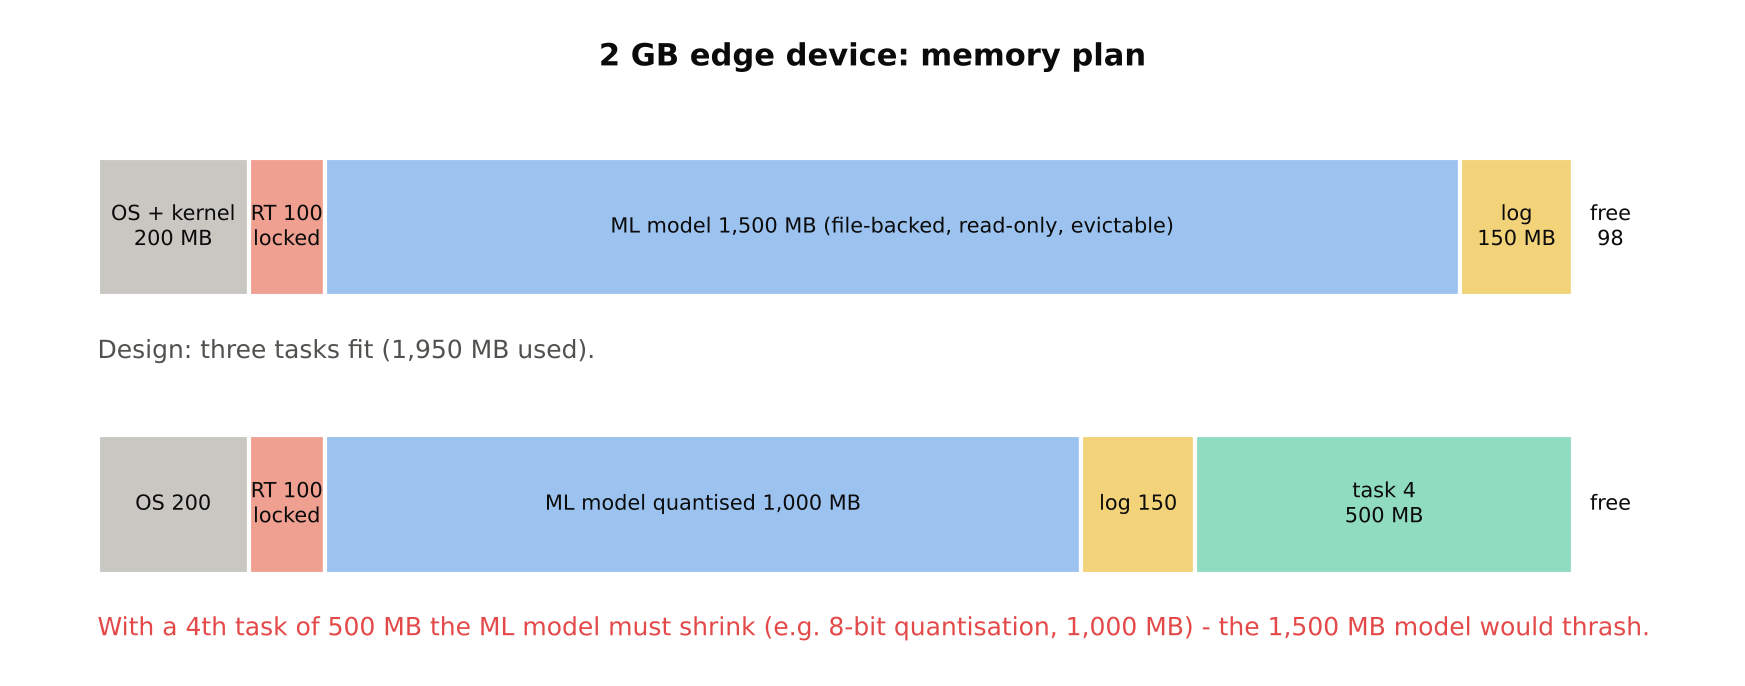 2 GB edge device: memory plan
OS + kernel
200 MB
RT 100
locked
ML model 1,500 MB (file-backed, read-only, evictable)
log
150 MB
free
98
Design: three tasks fit (1,950 MB used).
OS 200
RT 100
locked
ML model quantised 1,000 MB
log 150
task 4
500 MB
free
With a 4th task of 500 MB the ML model must shrink (e.g. 8-bit quantisation, 1,000 MB) - the 1,500 MB model would thrash.